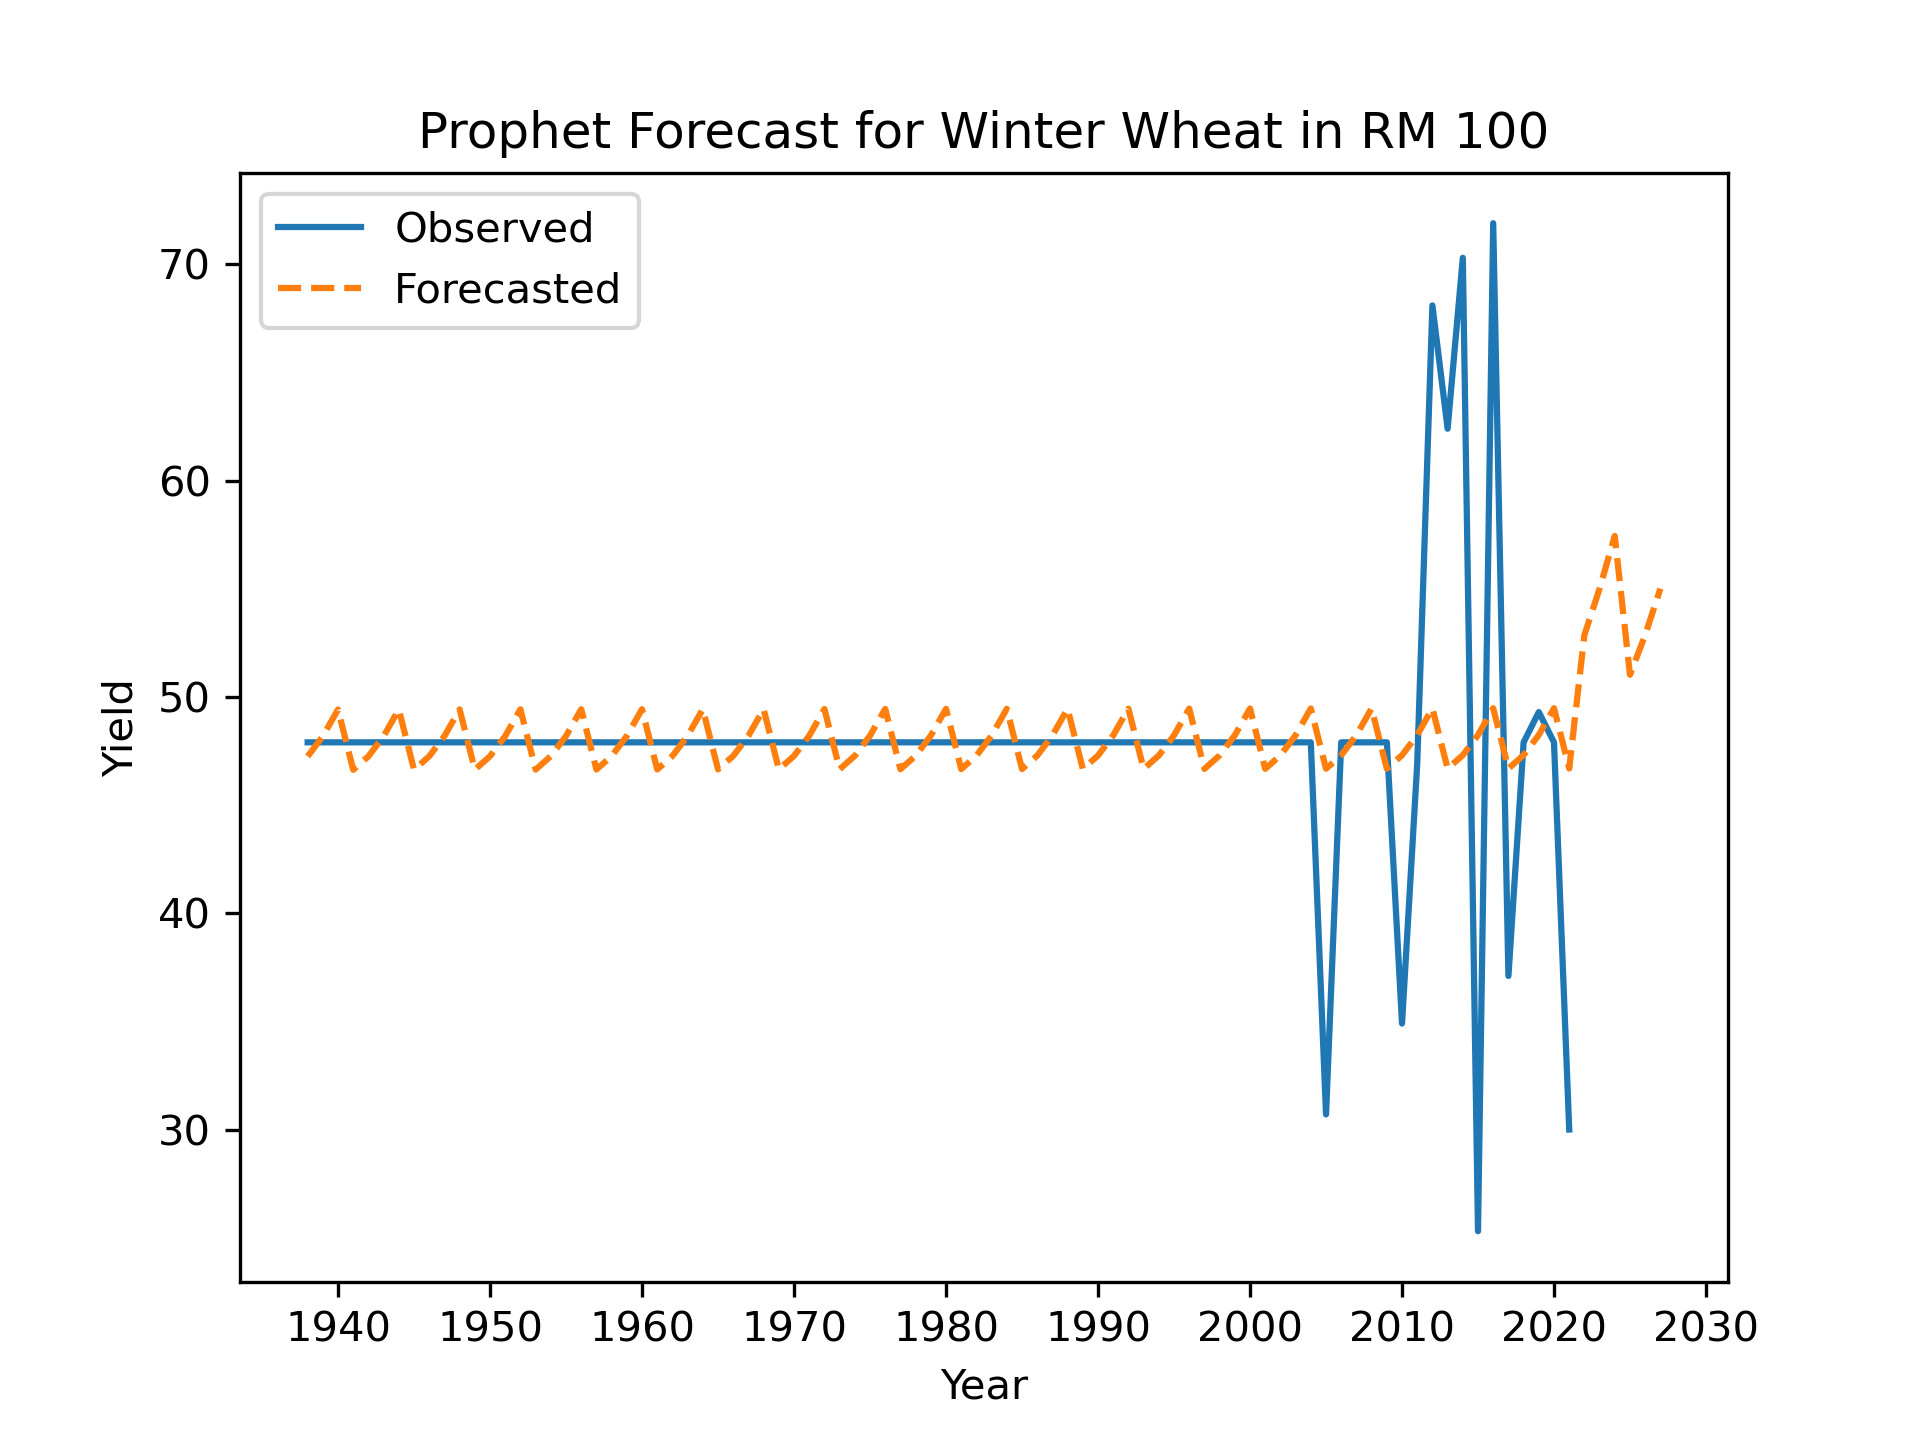 Prophet Forecast for Winter Wheat in RM 100
Observed
Forecasted
70
60
50
40
30
Yield
1940 1950 1960 1970 1980 1990 2000 2010 2020 2030
Year